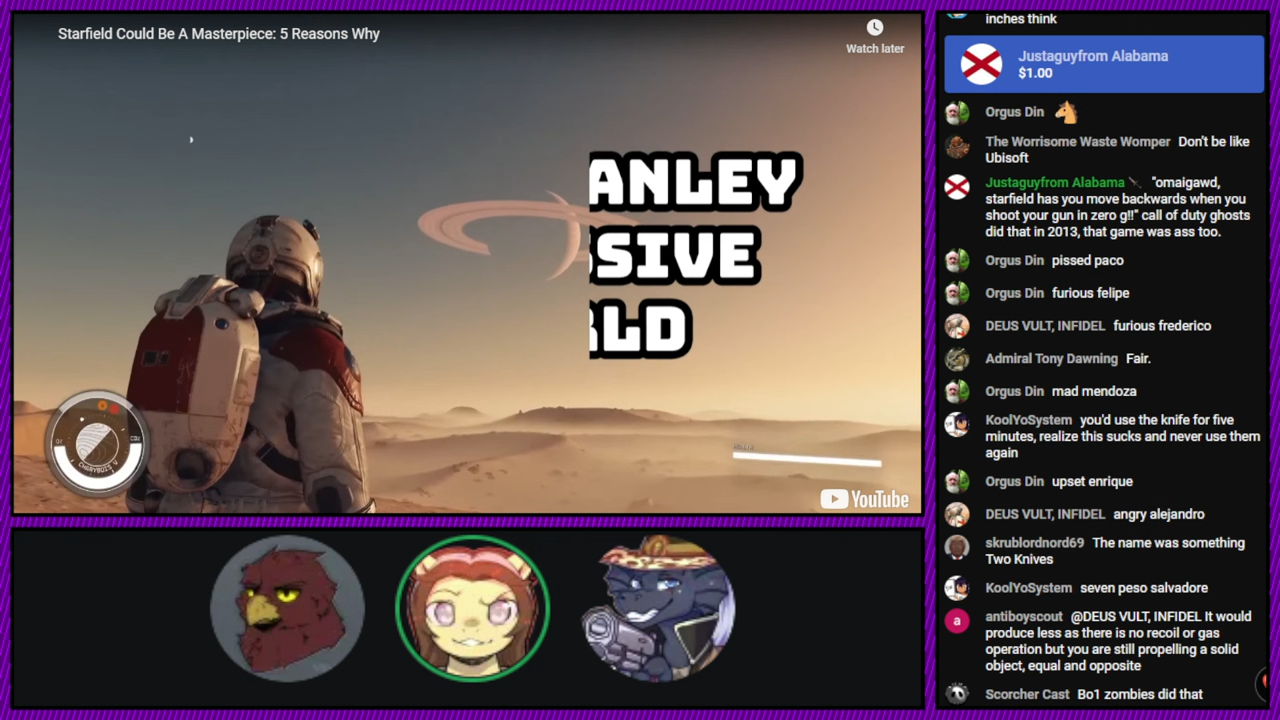 Starfield Could Be A Masterpiece: 5 Reasons Why
Watch later
ANLEY
SIVE
LD
YouTube
inches think
Justaguyfrom Alabama
$1.00
Orgus Din
The Worrisome Waste Womper Don't be like
Ubisoft
Justaguyfrom Alabama "omaigawd,
starfield has you move backwards when you
shoot your gun in zero g!!" call of duty ghosts
did that in 2013, that game was ass too.
Orgus Din pissed paco
Orgus Din furious felipe
DEUS VULT, INFIDEL furious frederico
Admiral Tony Dawning Fair.
Orgus Din mad mendoza
KoolYoSystem you'd use the knife for five
minutes, realize this sucks and never use them
again
Orgus Din upset enrique
DEUS VULT, INFIDEL angry alejandro
skrublordnord69 The name was something
Two Knives
KoolYoSystem seven peso salvadore
a
antiboyscout @DEUS VULT, INFIDEL It would
produce less as there is no recoil or gas
operation but you are still propelling a solid
object, equal and opposite
Scorcher Cast Bo1 zombies did that